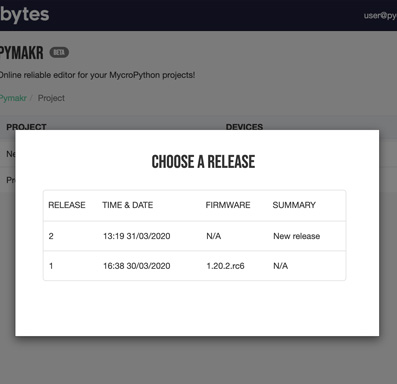 bytes user@py
PYMAKR BETA
Online reliable editor for your MycroPython projects!
Pymakr / Project
PROJECT DEVICES
CHOOSE A RELEASE
RELEASE TIME & DATE FIRMWARE SUMMARY
2 13:19 31/03/2020 N/A New release
1 16:38 30/03/2020 1.20.2.rc6 N/A